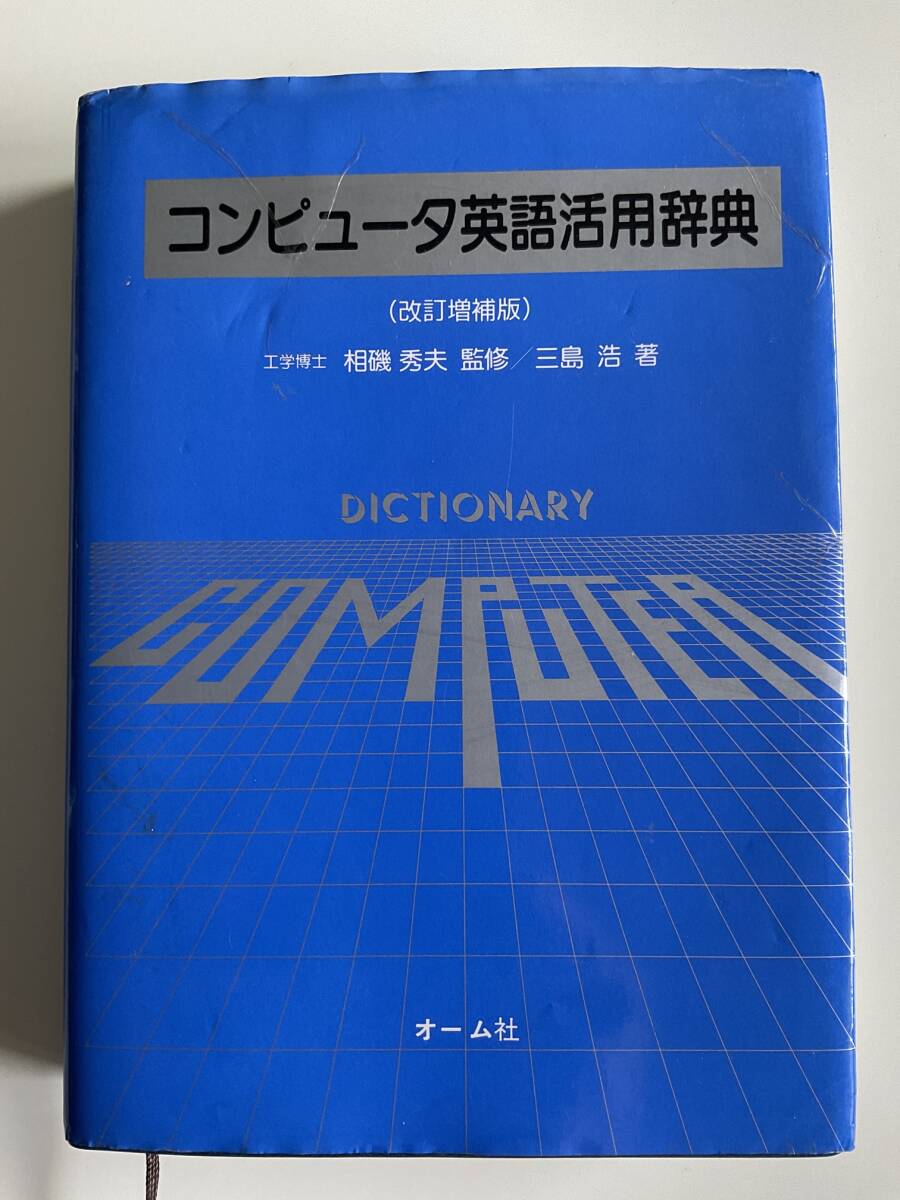 コンピュータ英語活用辞典
(改訂増補版)
工学博士 相磯 秀夫 監修/三島 浩 著
DICTIONARY
COMPUTER
オーム社